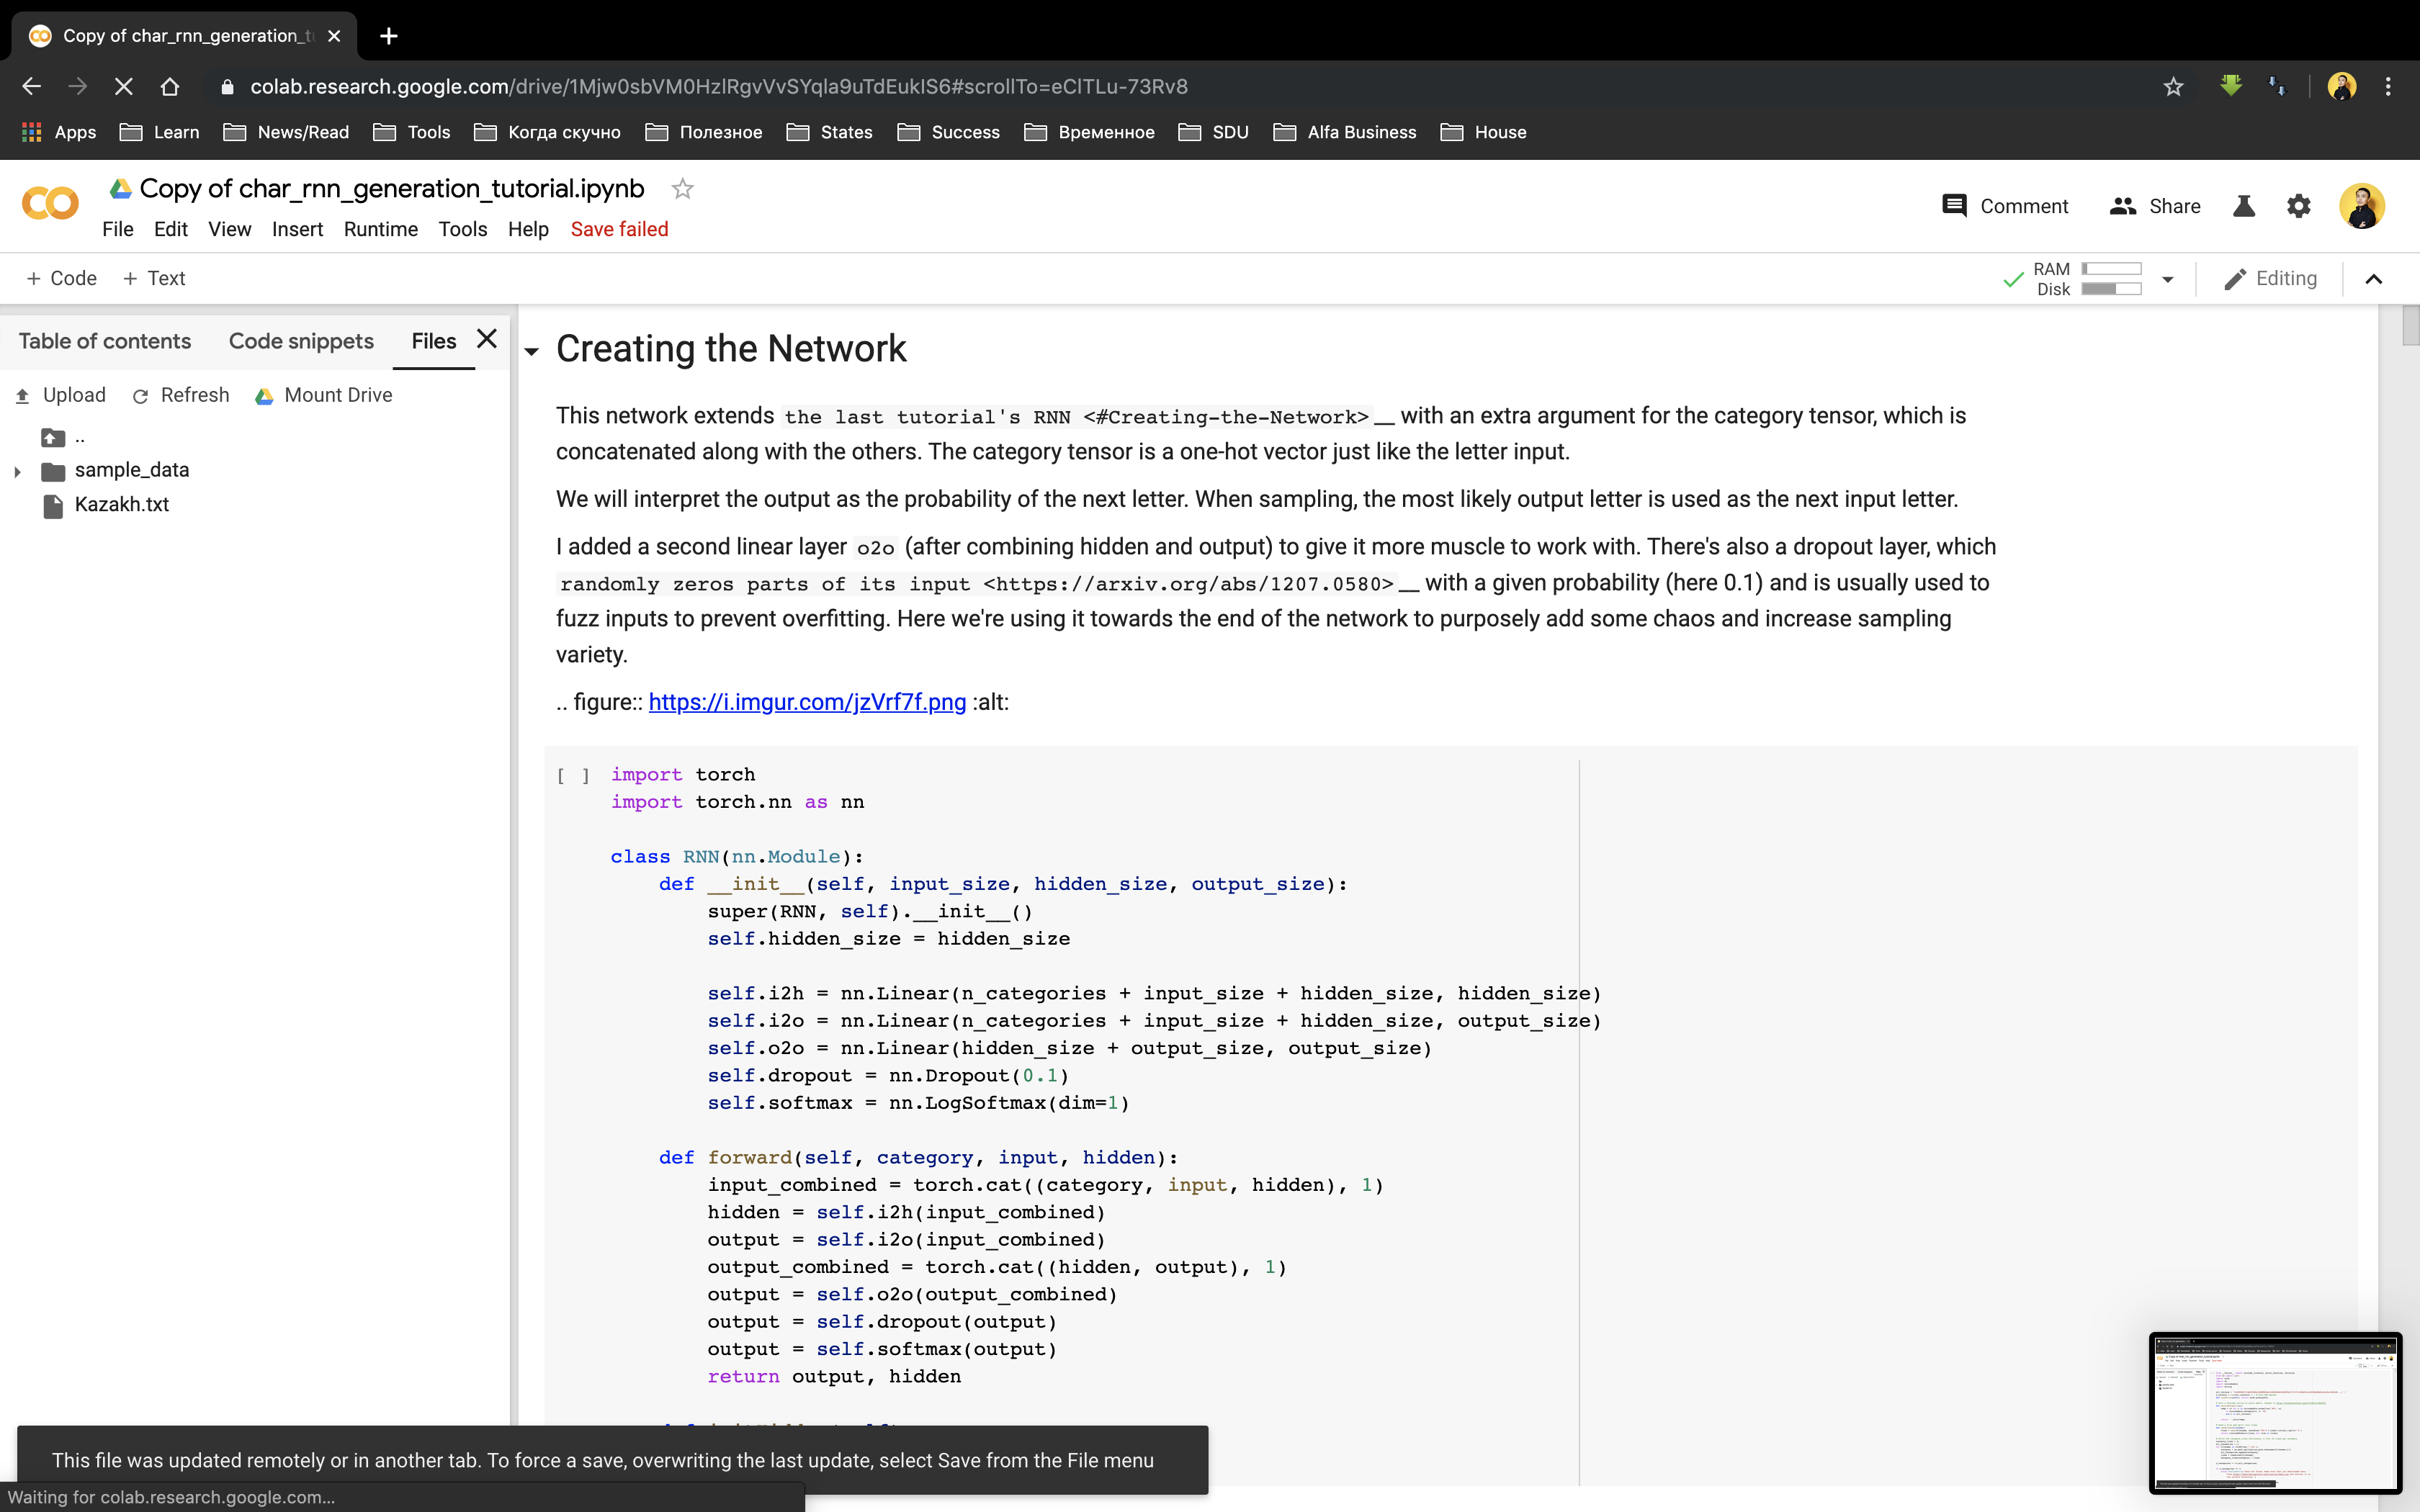 Copy of char_rnn_generation_tu
colab.research.google.com/drive/1Mjw0sbVM0HzlRgvVvSYqla9uTdEukIS6#scrollTo=eClTLu-73Rv8
Apps Learn News/Read Tools Когда скучно Полезное States Success Временное SDU Alfa Business House
Copy of char_rnn_generation_tutorial.ipynb
Comment Share
File Edit View Insert Runtime Tools Help Save failed
+ Code + Text
RAM
Disk
Editing
Table of contents Code snippets Files
Upload Refresh Mount Drive
..
sample_data
Kazakh.txt
Creating the Network
This network extends the last tutorial's RNN <#Creating-the-Network>__ with an extra argument for the category tensor, which is
concatenated along with the others. The category tensor is a one-hot vector just like the letter input.
We will interpret the output as the probability of the next letter. When sampling, the most likely output letter is used as the next input letter.
I added a second linear layer o2o (after combining hidden and output) to give it more muscle to work with. There's also a dropout layer, which
randomly zeros parts of its input <https://arxiv.org/abs/1207.0580>__ with a given probability (here 0.1) and is usually used to
fuzz inputs to prevent overfitting. Here we're using it towards the end of the network to purposely add some chaos and increase sampling
variety.
.. figure:: https://i.imgur.com/jzVrf7f.png :alt:
[ ] import torch
import torch.nn as nn
class RNN(nn.Module):
def __init__(self, input_size, hidden_size, output_size):
super(RNN, self).__init__()
self.hidden_size = hidden_size
self.i2h = nn.Linear(n_categories + input_size + hidden_size, hidden_size)
self.i2o = nn.Linear(n_categories + input_size + hidden_size, output_size)
self.o2o = nn.Linear(hidden_size + output_size, output_size)
self.dropout = nn.Dropout(0.1)
self.softmax = nn.LogSoftmax(dim=1)
def forward(self, category, input, hidden):
input_combined = torch.cat((category, input, hidden), 1)
hidden = self.i2h(input_combined)
output = self.i2o(input_combined)
output_combined = torch.cat((hidden, output), 1)
output = self.o2o(output_combined)
output = self.dropout(output)
output = self.softmax(output)
return output, hidden
This file was updated remotely or in another tab. To force a save, overwriting the last update, select Save from the File menu
Waiting for colab.research.google.com...